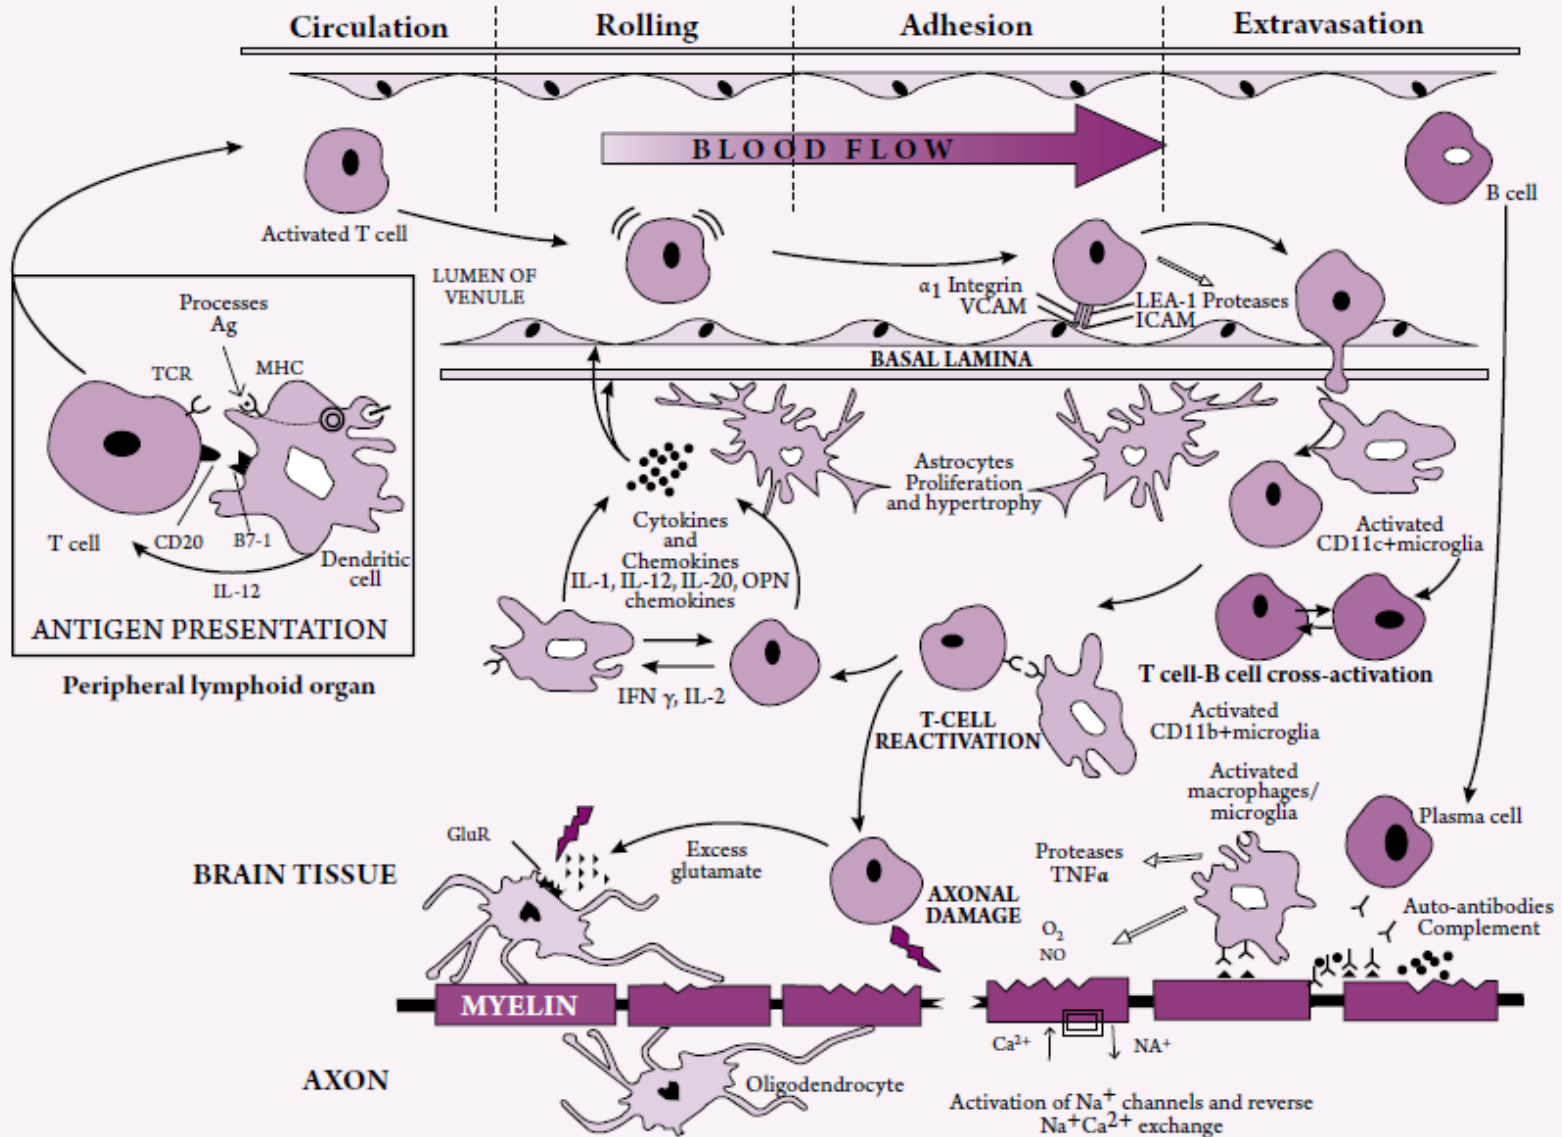 Circulation
Rolling
Adhesion
Extravasation
BLOOD FLOW
B cell
Activated T cell
LUMEN OF
VENULE
α1 Integrin
VCAM
LEA-1 Proteases
ICAM
BASAL LAMINA
Processes
Ag
TCR
MHC
T cell
CD20
B7-1
Dendritic
cell
IL-12
ANTIGEN PRESENTATION
Peripheral lymphoid organ
Astrocytes
Proliferation
and hypertrophy
Cytokines
and
Chemokines
IL-1, IL-12, IL-20, OPN
chemokines
IFN γ, IL-2
Activated
CD11c+microglia
T cell-B cell cross-activation
T-CELL
REACTIVATION
Activated
CD11b+microglia
Activated
macrophages/
microglia
Plasma cell
GluR
Excess
glutamate
BRAIN TISSUE
AXONAL
DAMAGE
Proteases
TNFα
O2
NO
Auto-antibodies
Complement
MYELIN
Ca2+
NA+
AXON
Oligodendrocyte
Activation of Na+ channels and reverse
Na+Ca2+ exchange